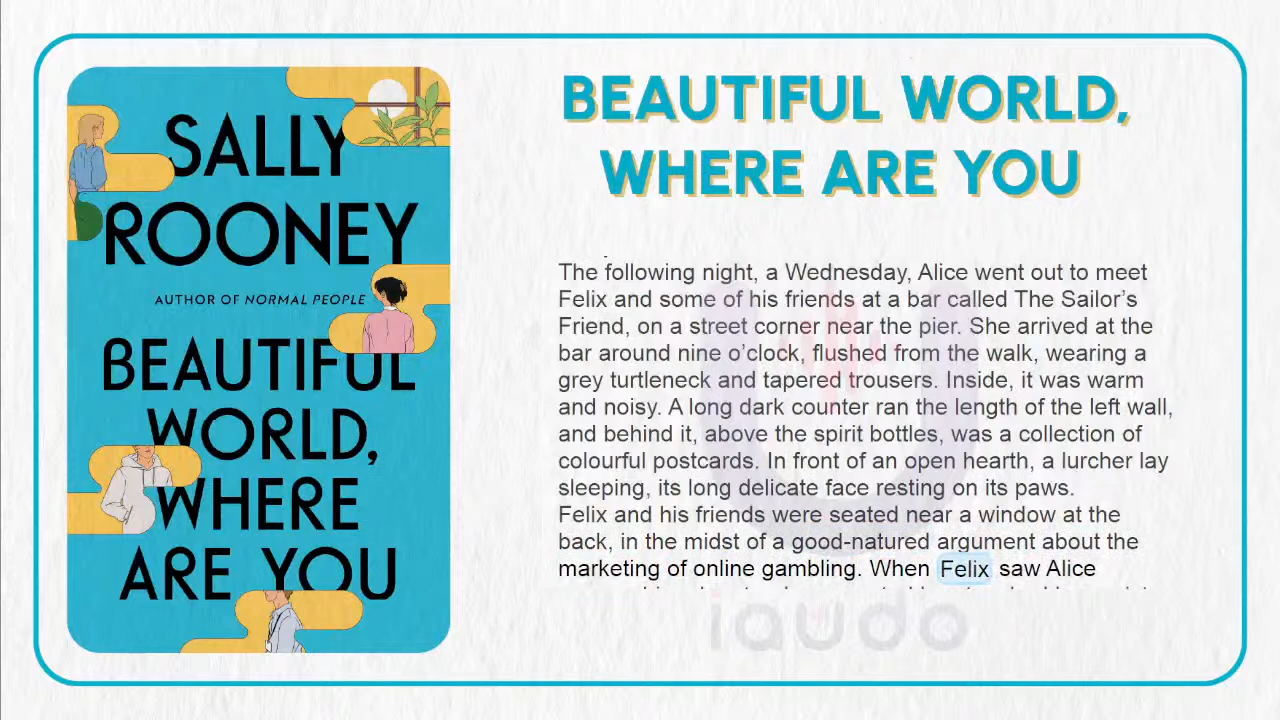 SALLY
ROONEY
AUTHOR OF NORMAL PEOPLE
BEAUTIFUL
WORLD,
WHERE
ARE YOU
BEAUTIFUL WORLD,
WHERE ARE YOU
The following night, a Wednesday, Alice went out to meet
Felix and some of his friends at a bar called The Sailor’s
Friend, on a street corner near the pier. She arrived at the
bar around nine o’clock, flushed from the walk, wearing a
grey turtleneck and tapered trousers. Inside, it was warm
and noisy. A long dark counter ran the length of the left wall,
and behind it, above the spirit bottles, was a collection of
colourful postcards. In front of an open hearth, a lurcher lay
sleeping, its long delicate face resting on its paws.
Felix and his friends were seated near a window at the
back, in the midst of a good-natured argument about the
marketing of online gambling. When Felix saw Alice
iaudo